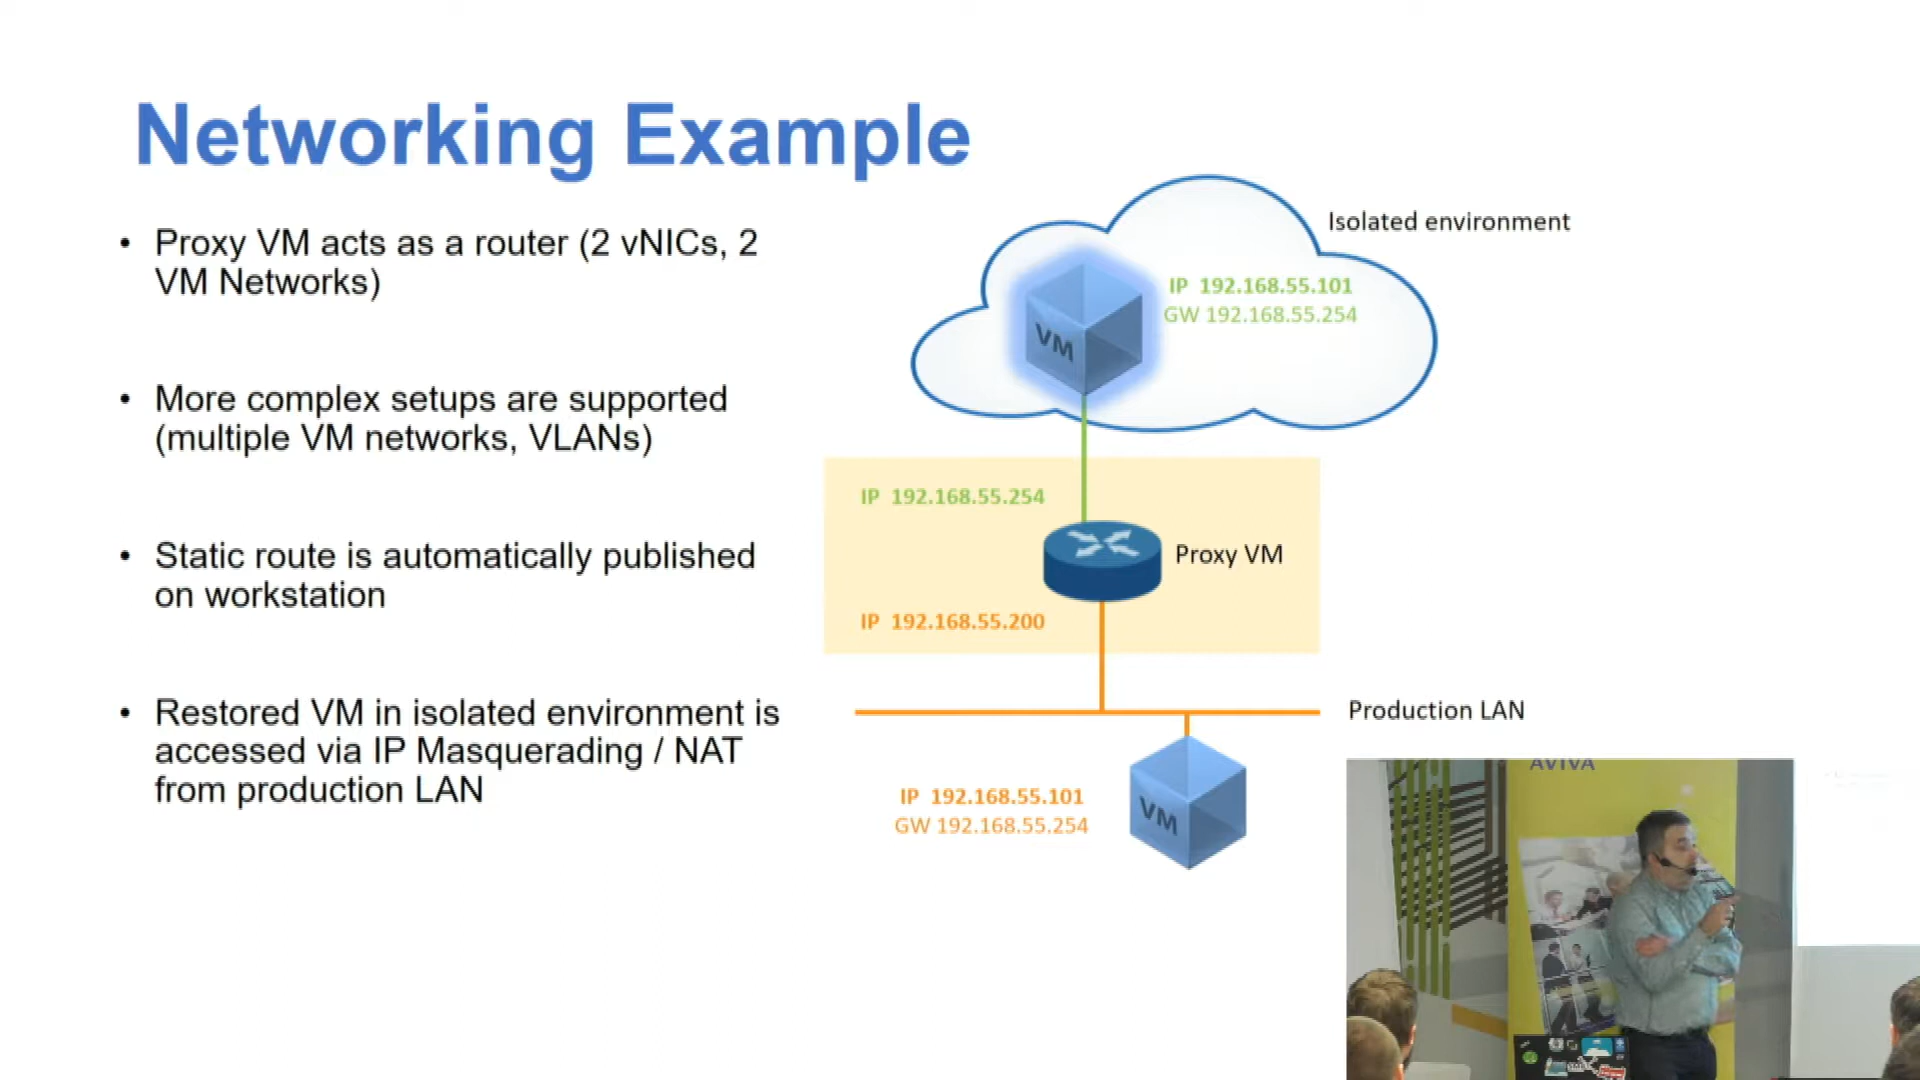 Networking Example
• Proxy VM acts as a router (2 vNICs, 2
VM Networks)
• More complex setups are supported
(multiple VM networks, VLANs)
• Static route is automatically published
on workstation
• Restored VM in isolated environment is
accessed via IP Masquerading / NAT
from production LAN
Isolated environment
IP 192.168.55.101
GW 192.168.55.254
VM
IP 192.168.55.254
Proxy VM
IP 192.168.55.200
Production LAN
IP 192.168.55.101
GW 192.168.55.254
VM
AVIVA